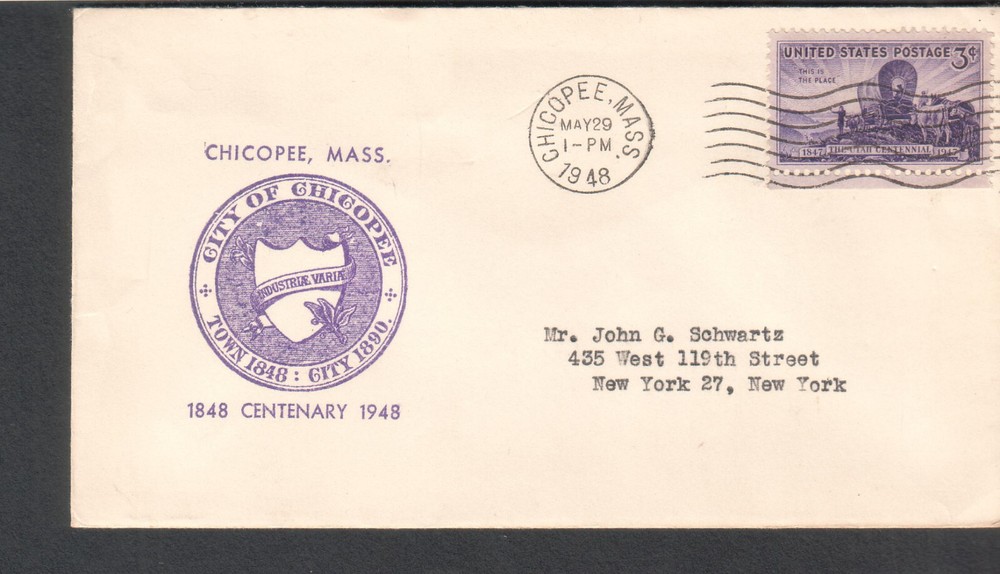 UNITED STATES POSTAGE 3¢
THIS IS
THE PLACE
1847 THE UTAH CENTENNIAL 1947
CHICOPEE, MASS.
MAY 29
1-PM
1948
CHICOPEE, MASS.
CITY OF CHICOPEE
INDUSTRIÆ VARIÆ
TOWN 1848 : CITY 1890.
1848 CENTENARY 1948
Mr. John G. Schwartz
435 West 119th Street
New York 27, New York